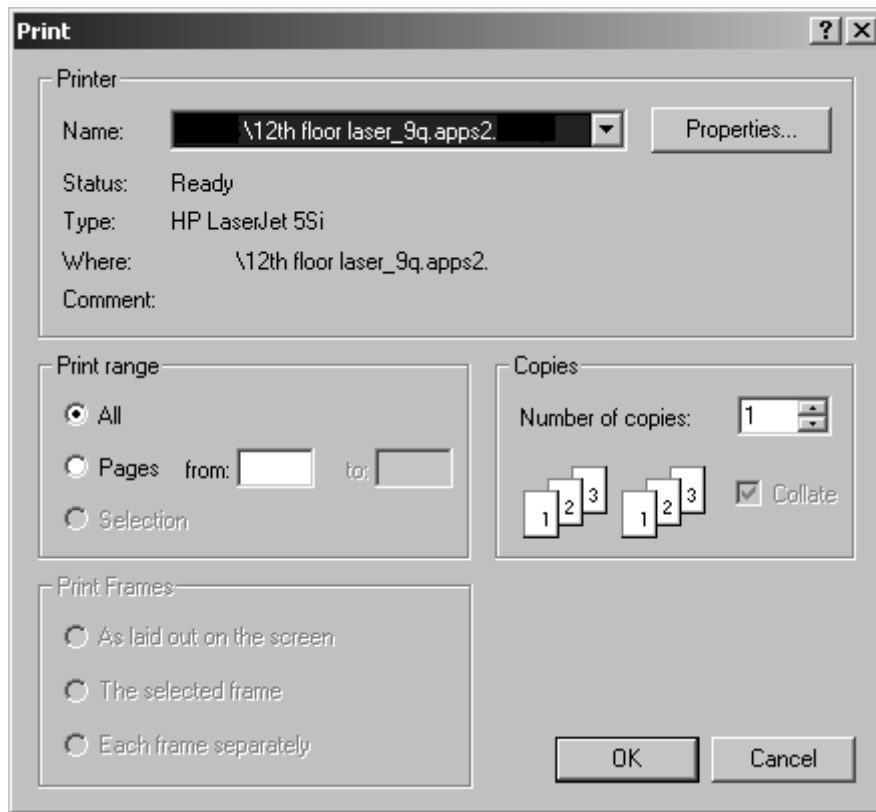 Print
Printer
Name: \12th floor laser_9q.apps2. Properties...
Status: Ready
Type: HP LaserJet 5Si
Where: \12th floor laser_9q.apps2.
Comment:
Print range
All
Pages from: to:
Selection
Copies
Number of copies: 1
1 2 3 1 2 3 Collate
Print Frames
As laid out on the screen
The selected frame
Each frame separately
OK Cancel